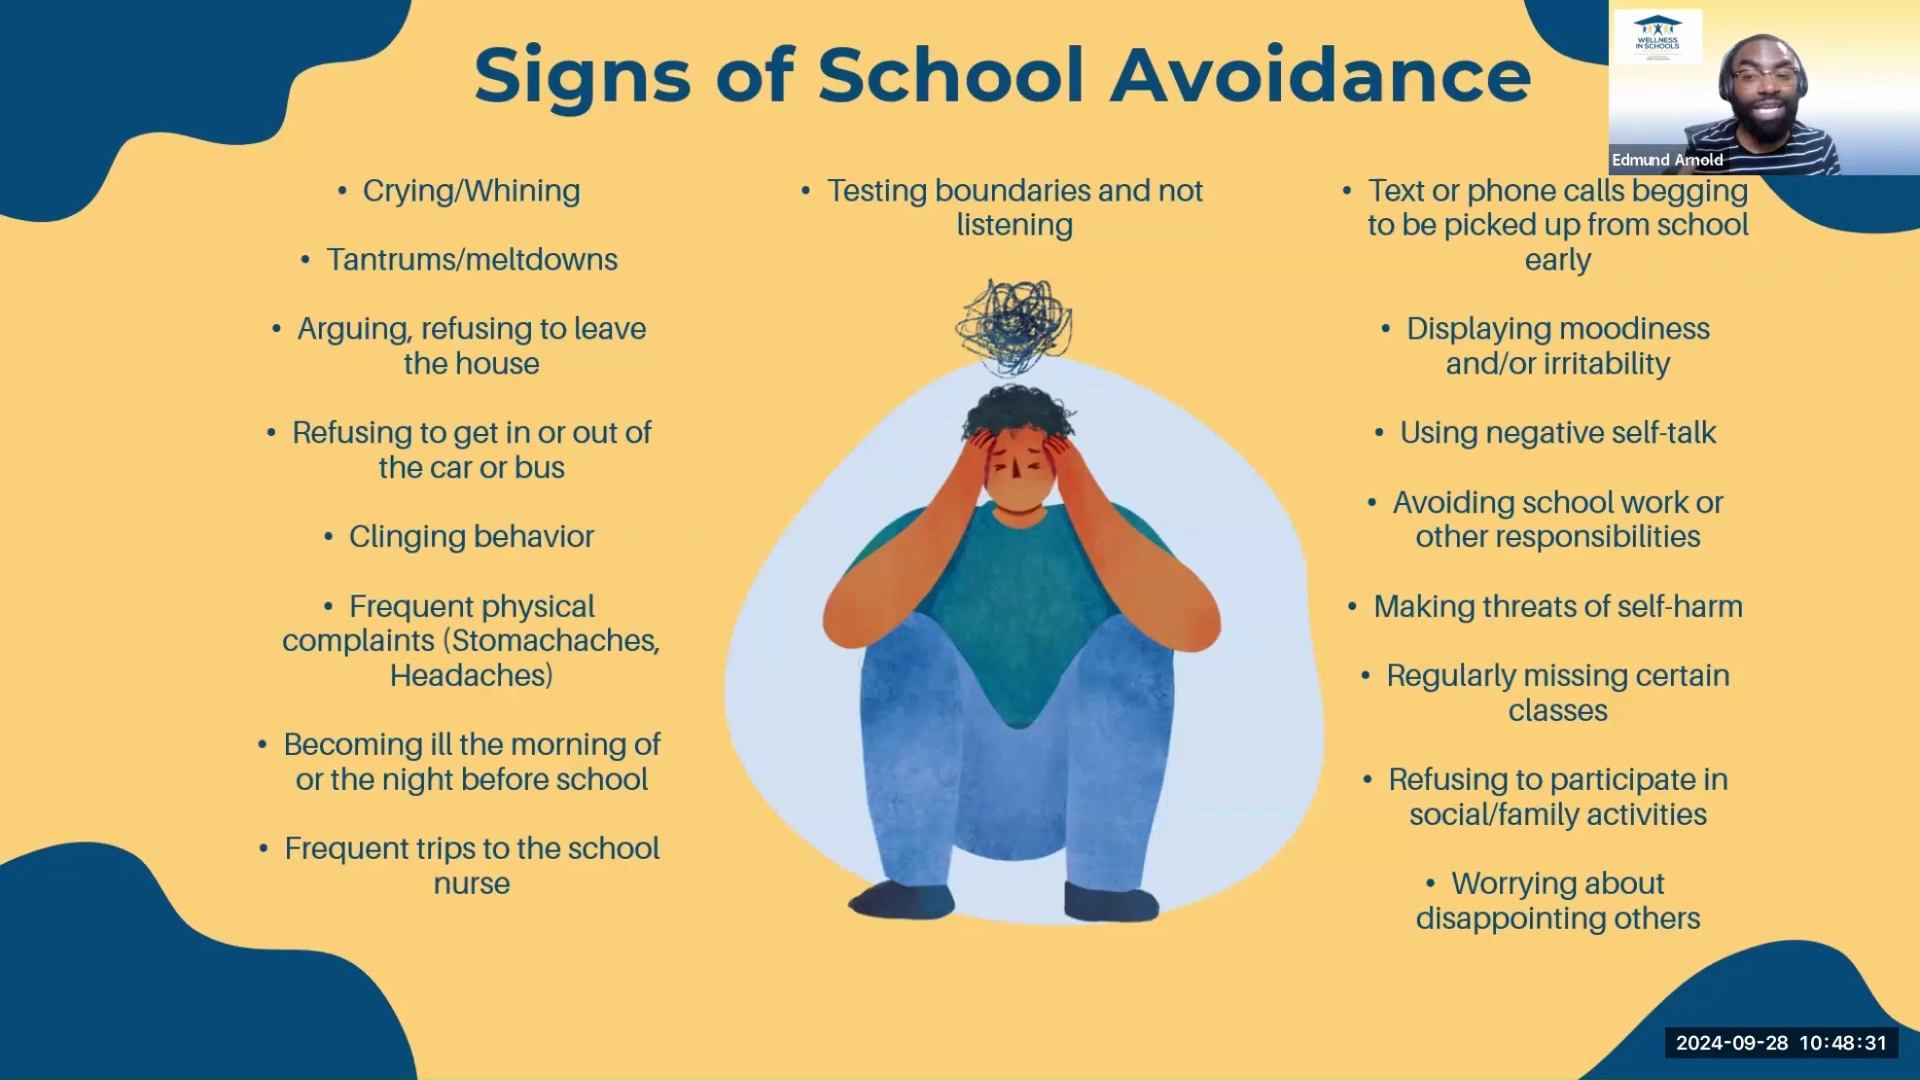 Signs of School Avoidance
WELLNESS
IN SCHOOLS
Edmund Arnold
• Crying/Whining
• Tantrums/meltdowns
• Arguing, refusing to leave
the house
• Refusing to get in or out of
the car or bus
• Clinging behavior
• Frequent physical
complaints (Stomachaches,
Headaches)
• Becoming ill the morning of
or the night before school
• Frequent trips to the school
nurse
• Testing boundaries and not
listening
• Text or phone calls begging
to be picked up from school
early
• Displaying moodiness
and/or irritability
• Using negative self-talk
• Avoiding school work or
other responsibilities
• Making threats of self-harm
• Regularly missing certain
classes
• Refusing to participate in
social/family activities
• Worrying about
disappointing others
2024-09-28 10:48:31